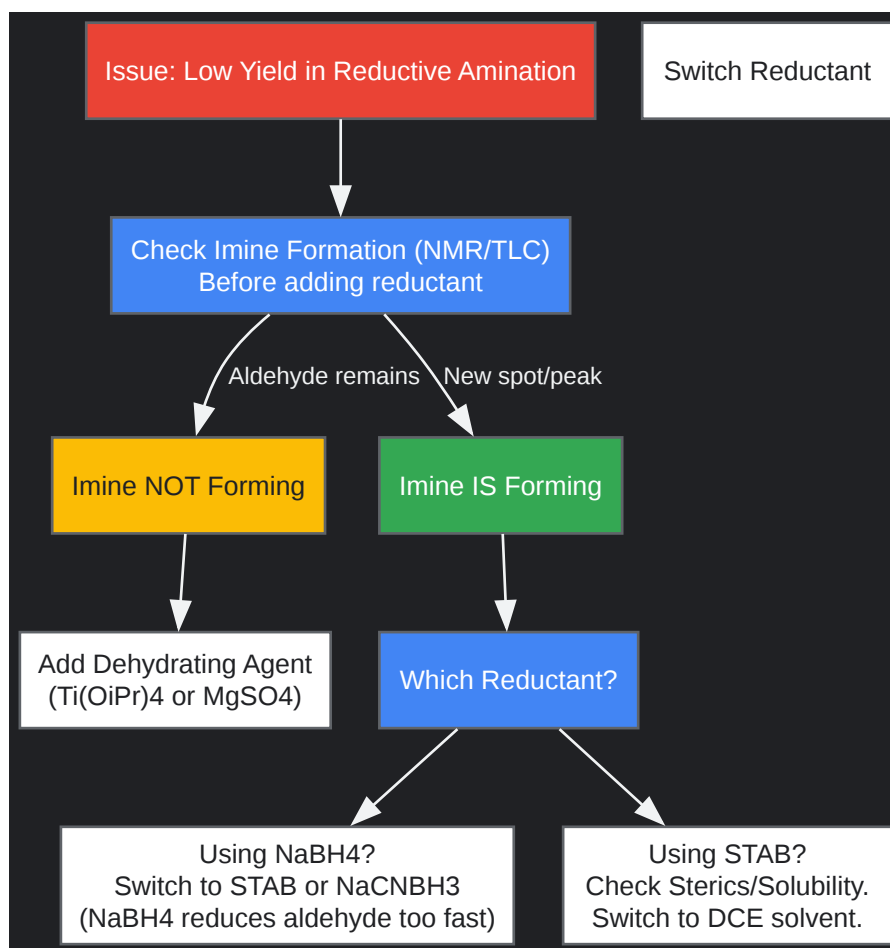 Issue: Low Yield in Reductive Amination
Switch Reductant
Check Imine Formation (NMR/TLC)
Before adding reductant
Aldehyde remains
New spot/peak
Imine NOT Forming
Imine IS Forming
Add Dehydrating Agent
(Ti(OiPr)4 or MgSO4)
Which Reductant?
Using NaBH4?
Switch to STAB or NaCNBH3
(NaBH4 reduces aldehyde too fast)
Using STAB?
Check Sterics/Solubility.
Switch to DCE solvent.